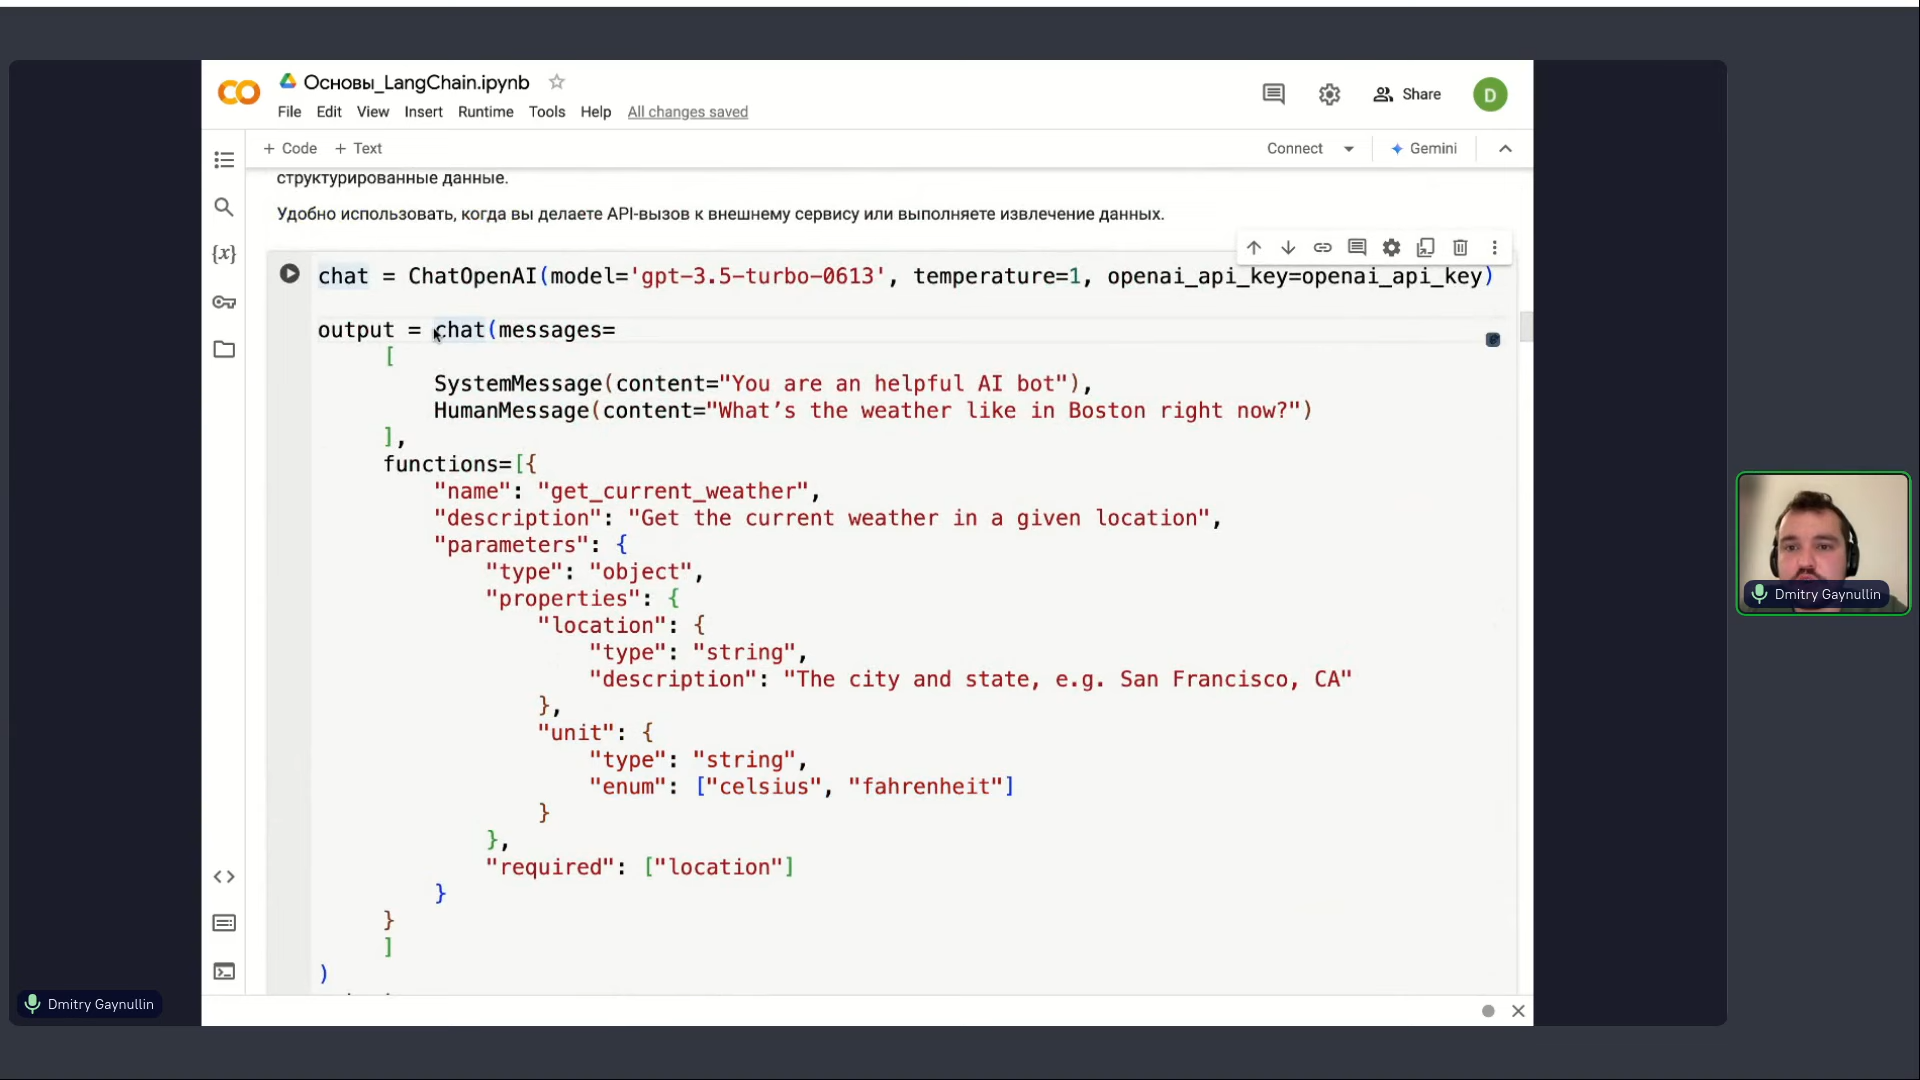 Основы_LangChain.ipynb
File Edit View Insert Runtime Tools Help All changes saved
Share
D
+ Code + Text
Connect
Gemini
структурированные данные.
Удобно использовать, когда вы делаете API-вызов к внешнему сервису или выполняете извлечение данных.
chat = ChatOpenAI(model='gpt-3.5-turbo-0613', temperature=1, openai_api_key=openai_api_key)
output = chat(messages=
[
SystemMessage(content="You are an helpful AI bot"),
HumanMessage(content="What’s the weather like in Boston right now?")
],
functions=[{
"name": "get_current_weather",
"description": "Get the current weather in a given location",
"parameters": {
"type": "object",
"properties": {
"location": {
"type": "string",
"description": "The city and state, e.g. San Francisco, CA"
},
"unit": {
"type": "string",
"enum": ["celsius", "fahrenheit"]
}
},
"required": ["location"]
}
}
]
)
Dmitry Gaynullin
Dmitry Gaynullin